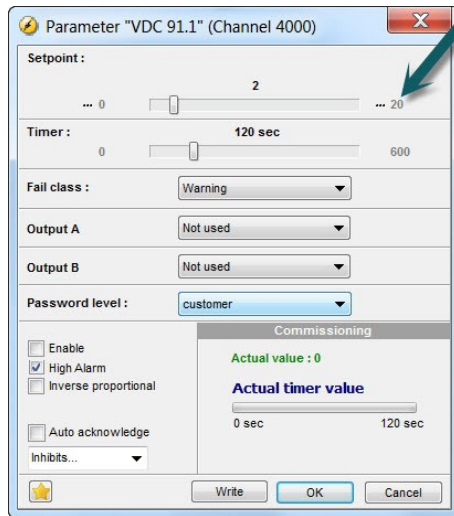 Parameter "VDC 91.1" (Channel 4000)
X
Setpoint :
2
... 0
... 20
Timer :
120 sec
0
600
Fail class :
Warning
Output A
Not used
Output B
Not used
Password level :
customer
Enable
High Alarm
Inverse proportional
Auto acknowledge
Inhibits...
Commissioning
Actual value : 0
Actual timer value
0 sec
120 sec
Write
OK
Cancel